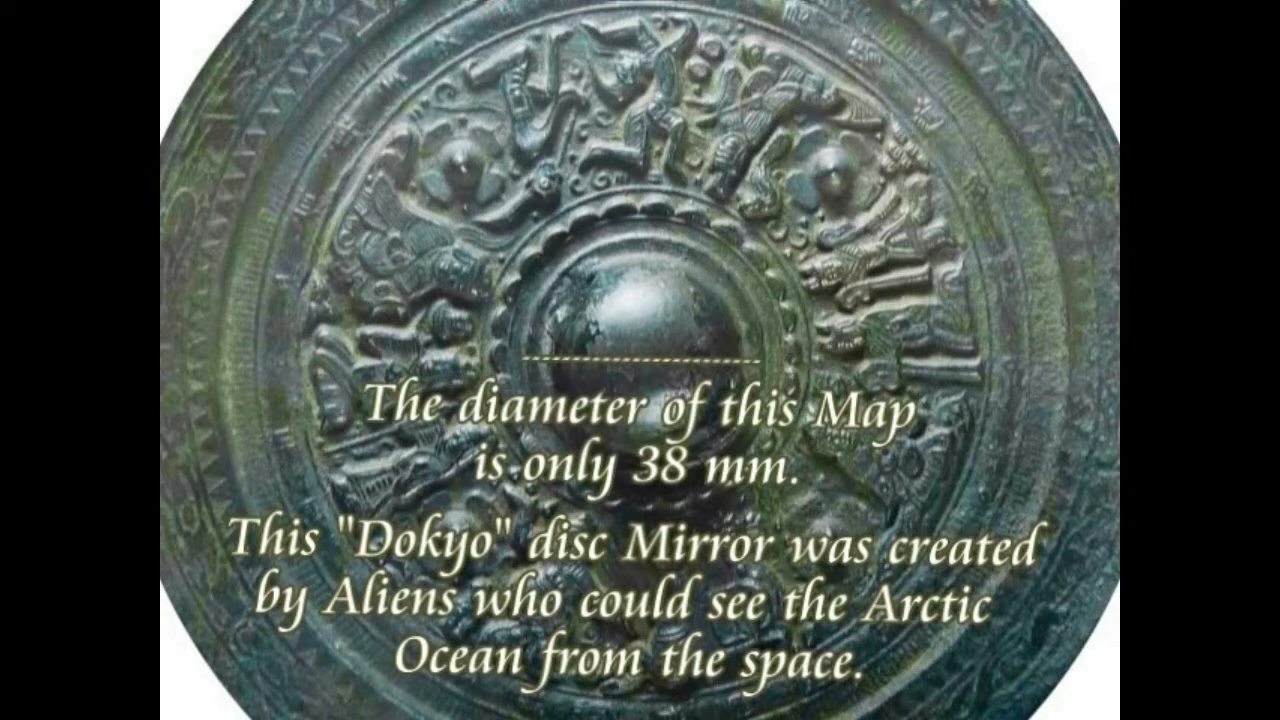 The diameter of this Map
is only 38 mm.
This "Dokyo" disc Mirror was created
by Aliens who could see the Arctic
Ocean from the space.